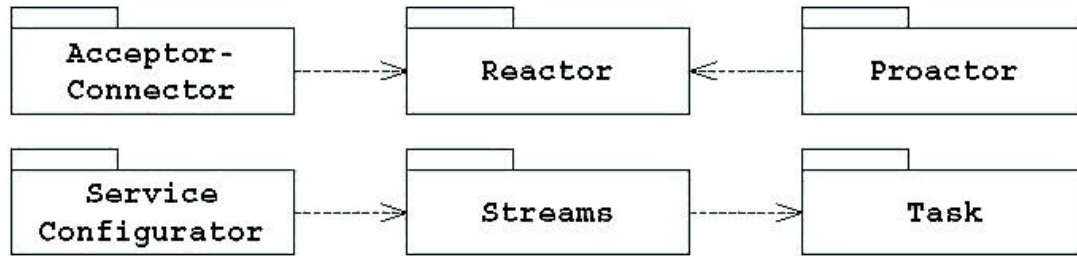 Acceptor-
Connector
Reactor
Proactor
Service
Configurator
Streams
Task